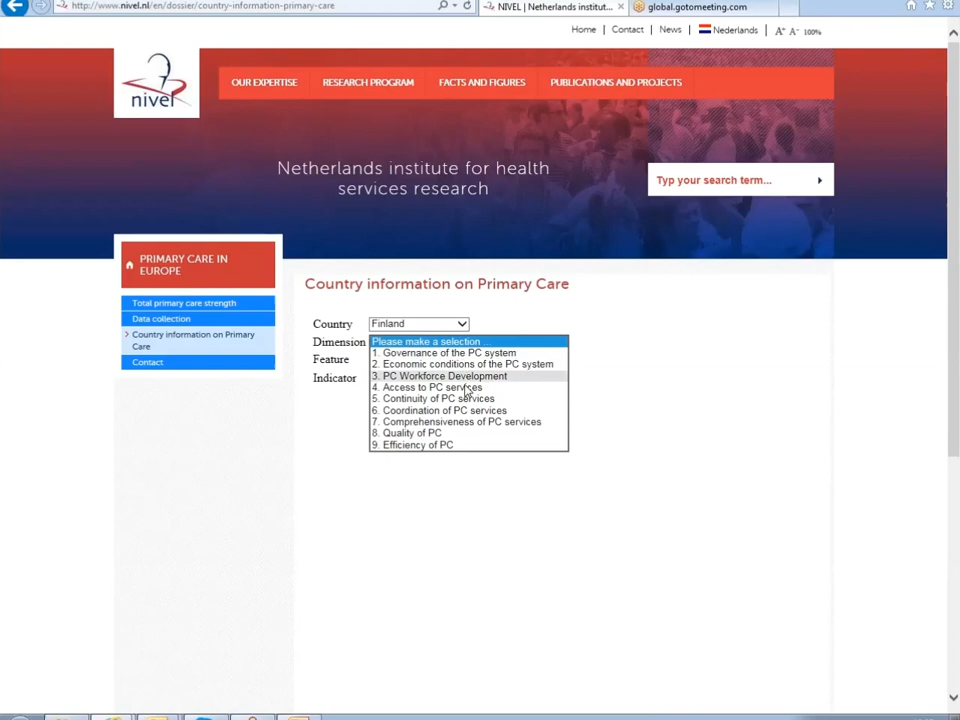 http://www.nivel.nl/en/dossier/country-information-primary-care
NIVEL | Netherlands institut...
global.gotomeeting.com
Home | Contact | News | Nederlands | A+ A- 100%
nivel
OUR EXPERTISE
RESEARCH PROGRAM
FACTS AND FIGURES
PUBLICATIONS AND PROJECTS
Netherlands institute for health
services research
Typ your search term...
PRIMARY CARE IN
EUROPE
Total primary care strength
Data collection
Country information on Primary
Care
Contact
Country information on Primary Care
Country
Finland
Dimension
Please make a selection ...
1. Governance of the PC system
2. Economic conditions of the PC system
3. PC Workforce Development
4. Access to PC services
5. Continuity of PC services
6. Coordination of PC services
7. Comprehensiveness of PC services
8. Quality of PC
9. Efficiency of PC
Feature
Indicator